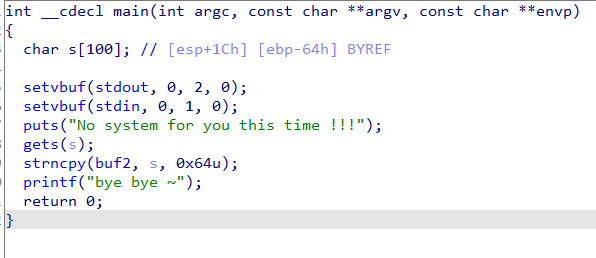 int __cdecl main(int argc, const char **argv, const char **envp)
{
  char s[100]; // [esp+1Ch] [ebp-64h] BYREF

  setvbuf(stdout, 0, 2, 0);
  setvbuf(stdin, 0, 1, 0);
  puts("No system for you this time !!!");
  gets(s);
  strncpy(buf2, s, 0x64u);
  printf("bye bye ~");
  return 0;
}